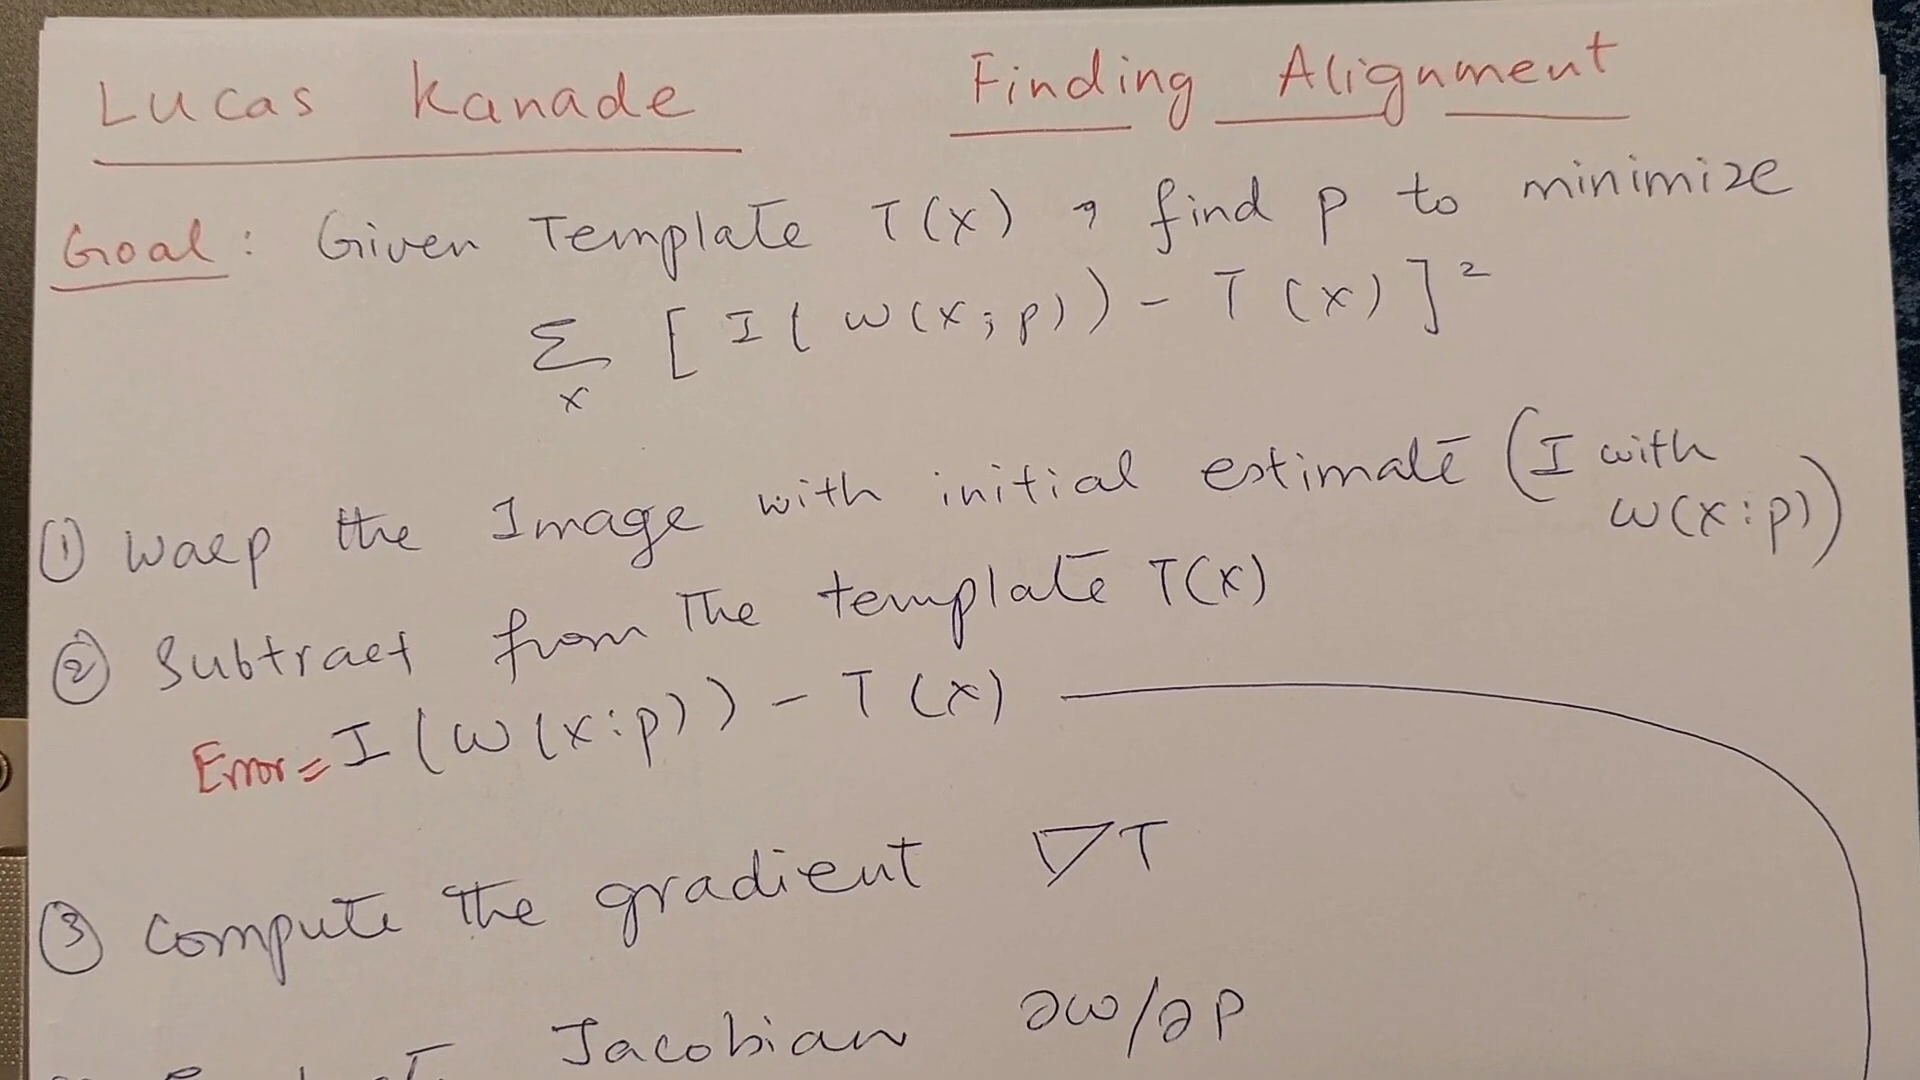 Lucas Kanade Finding Alignment
Goal: Given Template T(x), find p to minimize
Σ [I(W(x;p)) - T(x)]²
x
① Warp the Image with initial estimate (I with
W(x:p))
② Subtract from The template T(x)
Error = I(W(x:p)) - T(x)
③ Compute The gradient ∇T
Jacobian ∂W/∂P